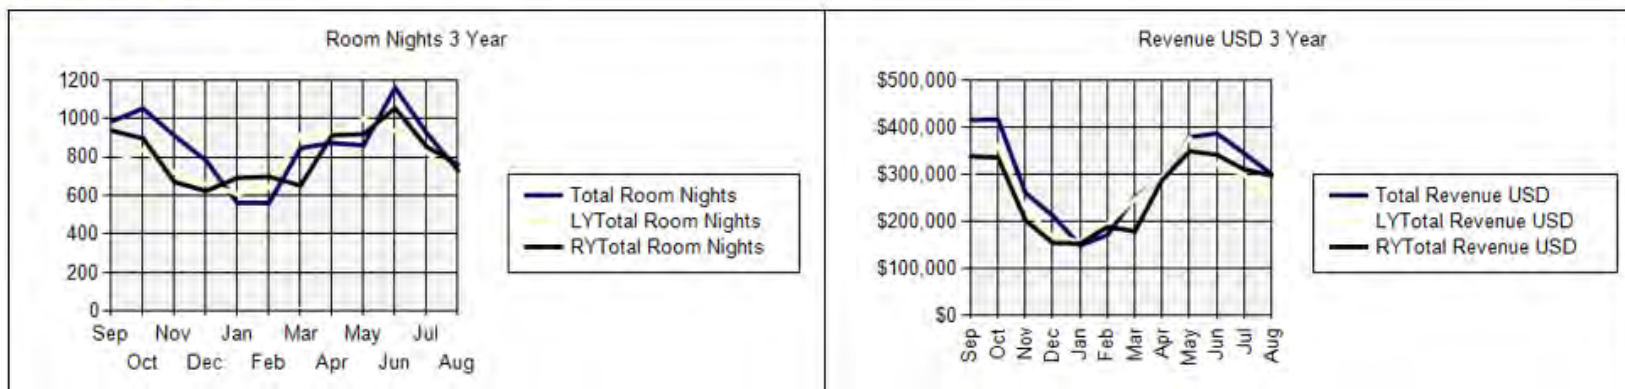 Room Nights 3 Year
1200
1000
800
600
400
200
0
Sep Nov Jan Mar May Jul
Oct Dec Feb Apr Jun Aug
Total Room Nights
LYTotal Room Nights
RYTotal Room Nights
Revenue USD 3 Year
$500,000
$400,000
$300,000
$200,000
$100,000
$0
Sep Oct Nov Dec Jan Feb Mar Apr May Jun Jul Aug
Total Revenue USD
LYTotal Revenue USD
RYTotal Revenue USD